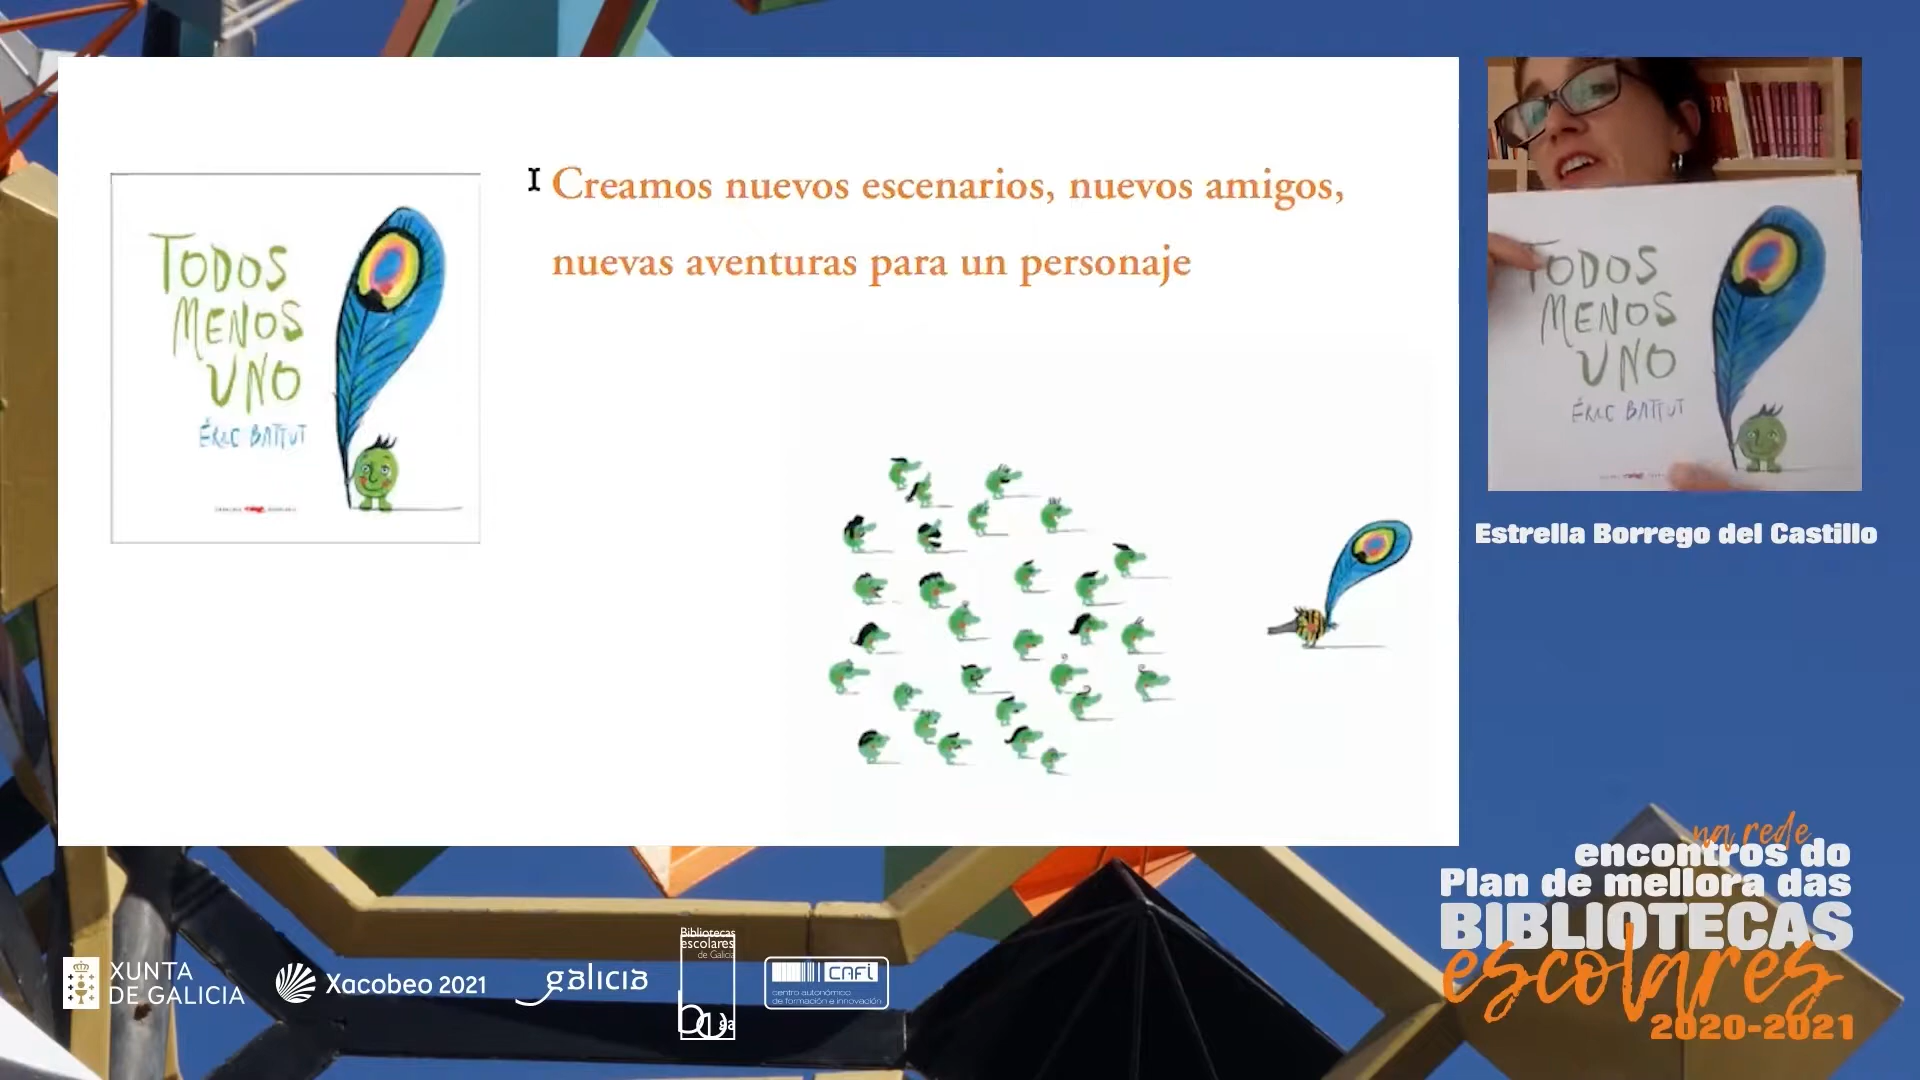 TODOS
MENOS
UNO
ÉRIC BATTUT
Creamos nuevos escenarios, nuevos amigos,
nuevas aventuras para un personaje
TODOS
MENOS
UNO
ÉRIC BATTUT
Estrella Borrego del Castillo
na rede
encontros do
Plan de mellora das
BIBLIOTECAS
escolares
2020-2021
XUNTA
DE GALICIA
Xacobeo 2021
galicia
Bibliotecas
escolares
de Galicia
CAFi
centro autonómico
de formación e innovación